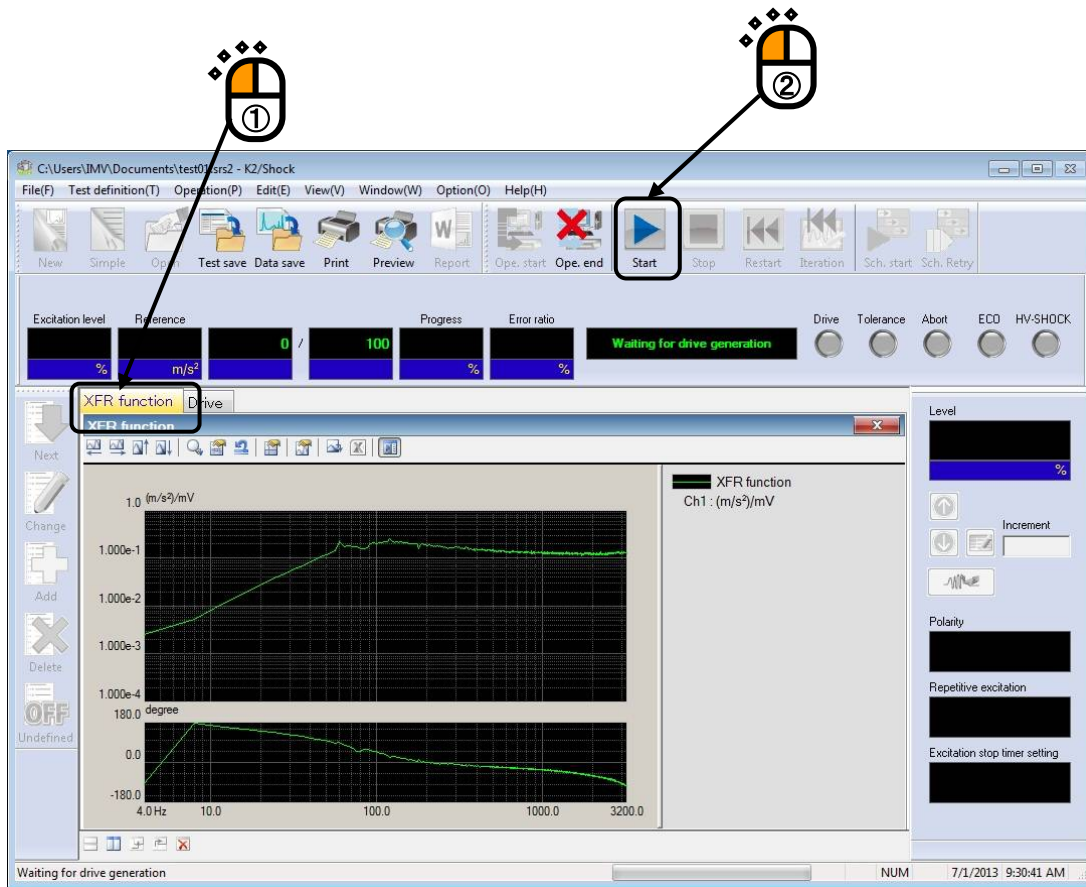 ①
②
C:\Users\IMV\Documents\test01.srs2 - K2/Shock
File(F) Test definition(T) Operation(P) Edit(E) View(V) Window(W) Option(O) Help(H)
New Simple Open Test save Data save Print Preview Report Ope. start Ope. end Start Stop Restart Iteration Sch. start Sch. Retry
Excitation level Reference Progress Error ratio Drive Tolerance Abort ECO HV-SHOCK
0 / 100 Waiting for drive generation
% m/s² % %
XFR function Drive
XFR function
Next
Change
Add
Delete
OFF
Undefined
1.0 (m/s²)/mV
1.000e-1
1.000e-2
1.000e-3
1.000e-4
180.0 degree
0.0
-180.0
4.0 Hz 10.0 100.0 1000.0 3200.0
XFR function
Ch1 : (m/s²)/mV
Level
%
Increment
Polarity
Repetitive excitation
Excitation stop timer setting
Waiting for drive generation NUM 7/1/2013 9:30:41 AM